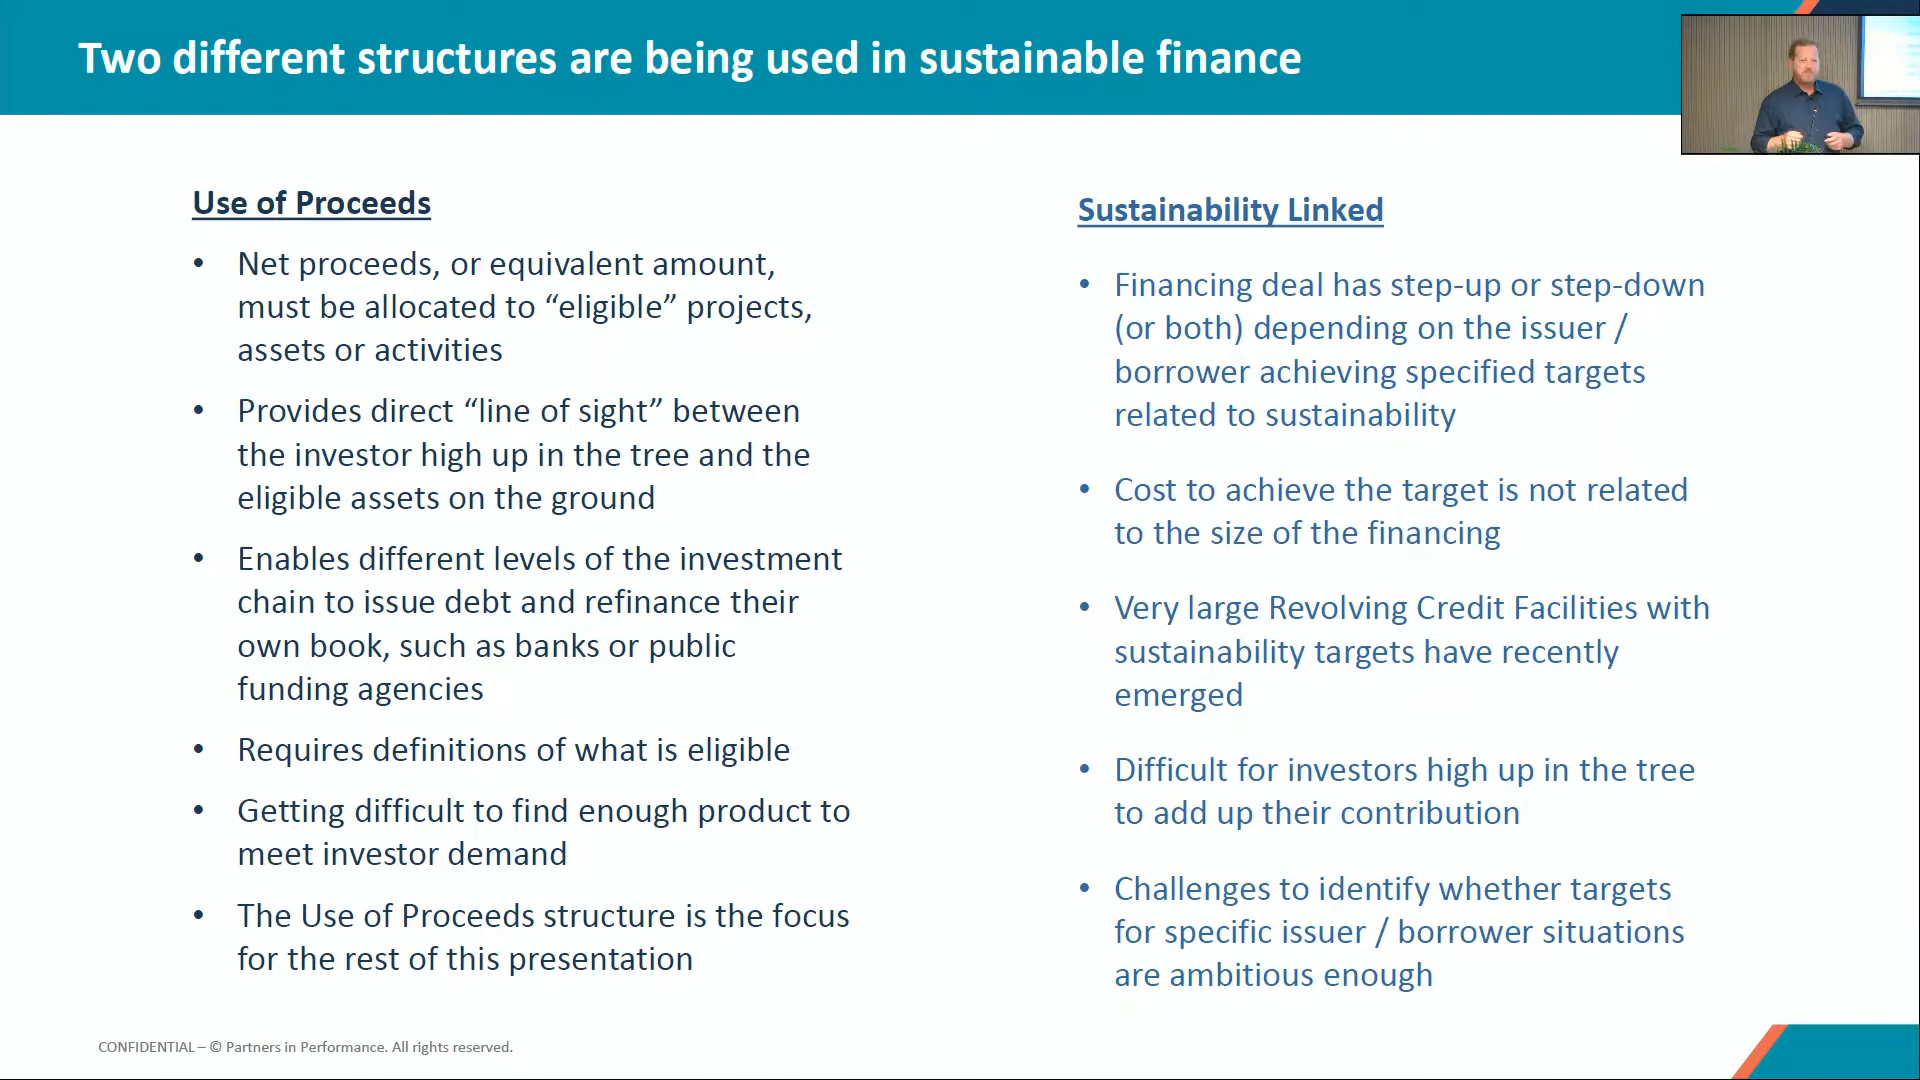 Two different structures are being used in sustainable finance
Use of Proceeds
• Net proceeds, or equivalent amount,
must be allocated to “eligible” projects,
assets or activities
• Provides direct “line of sight” between
the investor high up in the tree and the
eligible assets on the ground
• Enables different levels of the investment
chain to issue debt and refinance their
own book, such as banks or public
funding agencies
• Requires definitions of what is eligible
• Getting difficult to find enough product to
meet investor demand
• The Use of Proceeds structure is the focus
for the rest of this presentation
Sustainability Linked
• Financing deal has step-up or step-down
(or both) depending on the issuer /
borrower achieving specified targets
related to sustainability
• Cost to achieve the target is not related
to the size of the financing
• Very large Revolving Credit Facilities with
sustainability targets have recently
emerged
• Difficult for investors high up in the tree
to add up their contribution
• Challenges to identify whether targets
for specific issuer / borrower situations
are ambitious enough
CONFIDENTIAL – © Partners in Performance. All rights reserved.